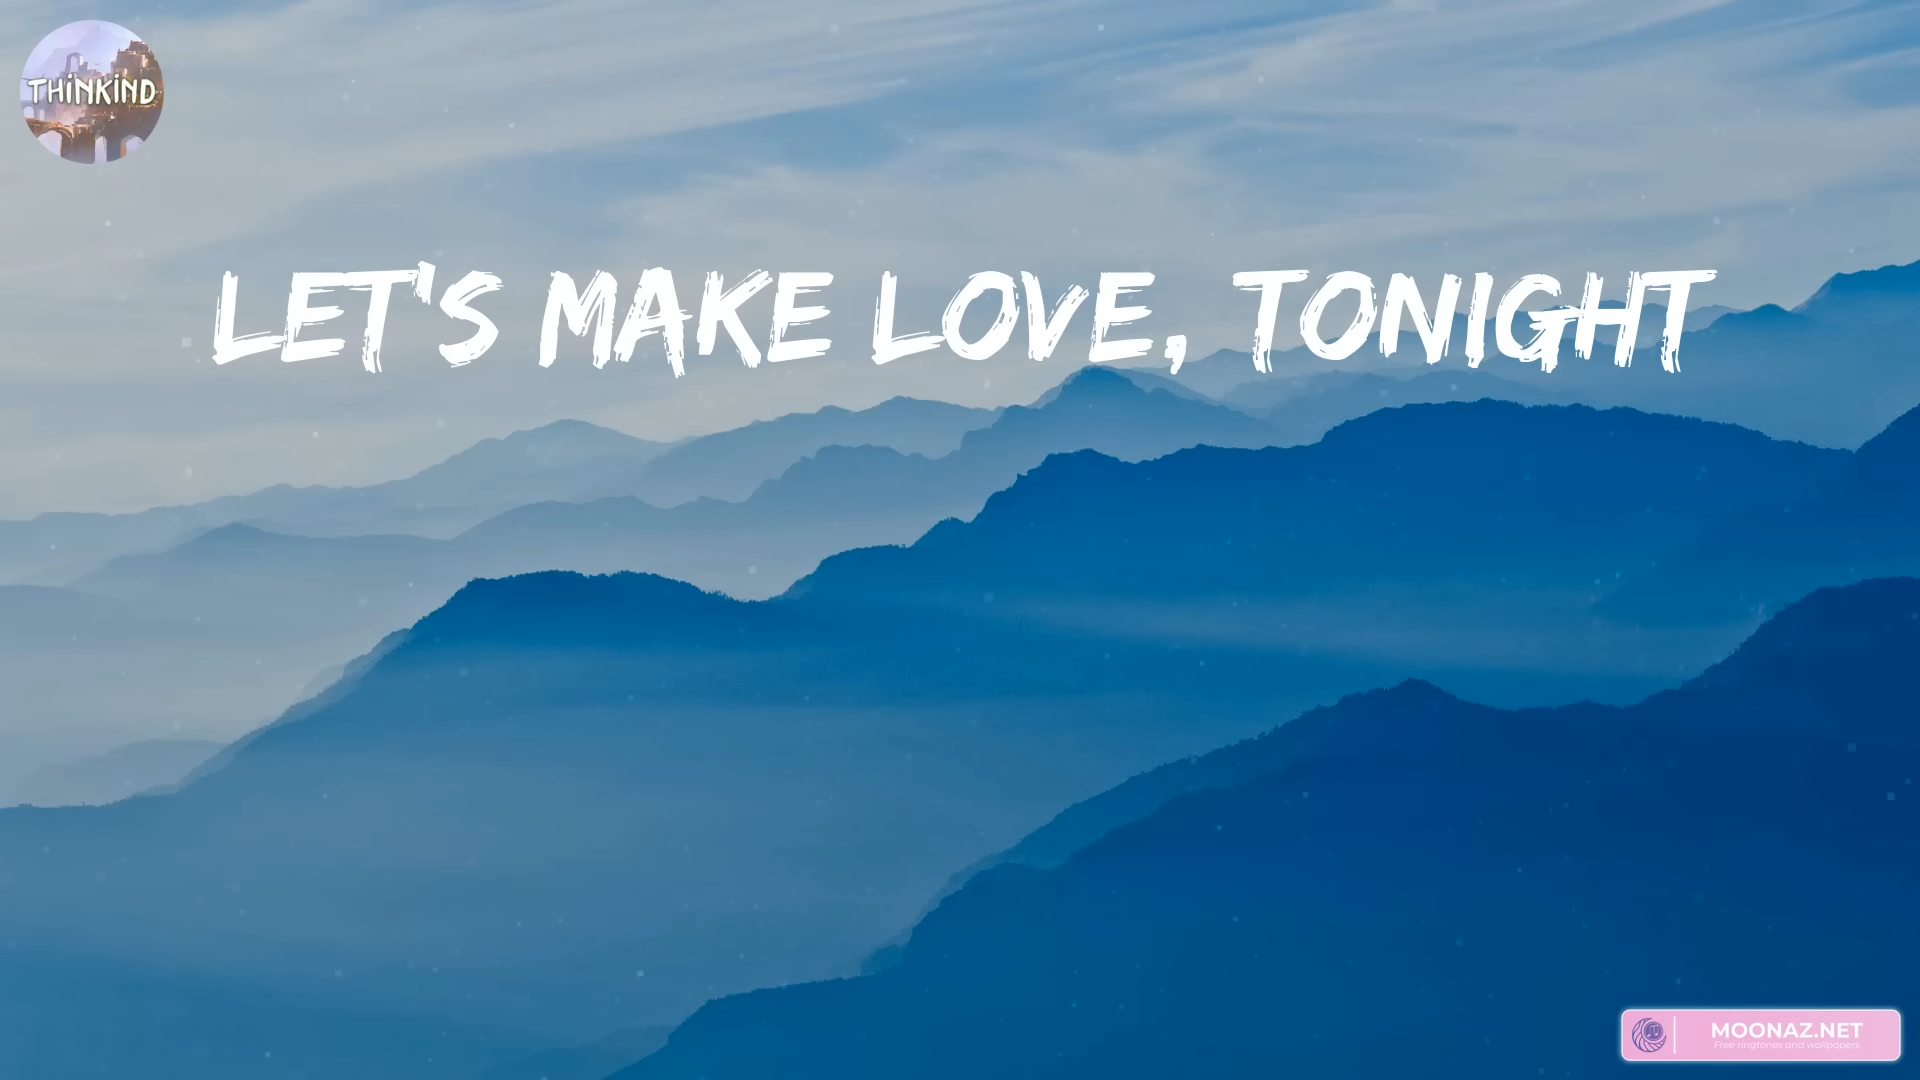 THINKIND
LET'S MAKE LOVE, TONIGHT
MOONAZ.NET
Free ringtones and wallpapers